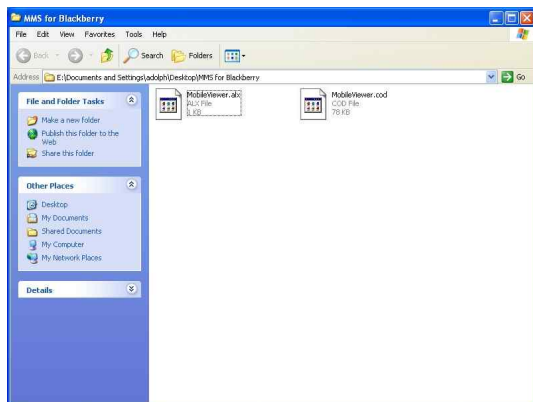 MMS for Blackberry
File Edit View Favorites Tools Help
Back Search Folders
Address E:\Documents and Settings\adolph\Desktop\MMS for Blackberry Go
File and Folder Tasks
Make a new folder
Publish this folder to the
Web
Share this folder
Other Places
Desktop
My Documents
Shared Documents
My Computer
My Network Places
Details
MobileViewer.alx
ALX File
1 KB
MobileViewer.cod
COD File
78 KB